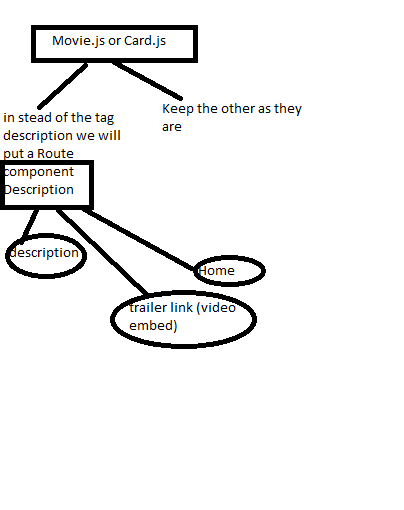 Movie.js or Card.js
in stead of the tag
description we will
put a Route
component
Description
Keep the other as they
are
description
Home
trailer link (video
embed)